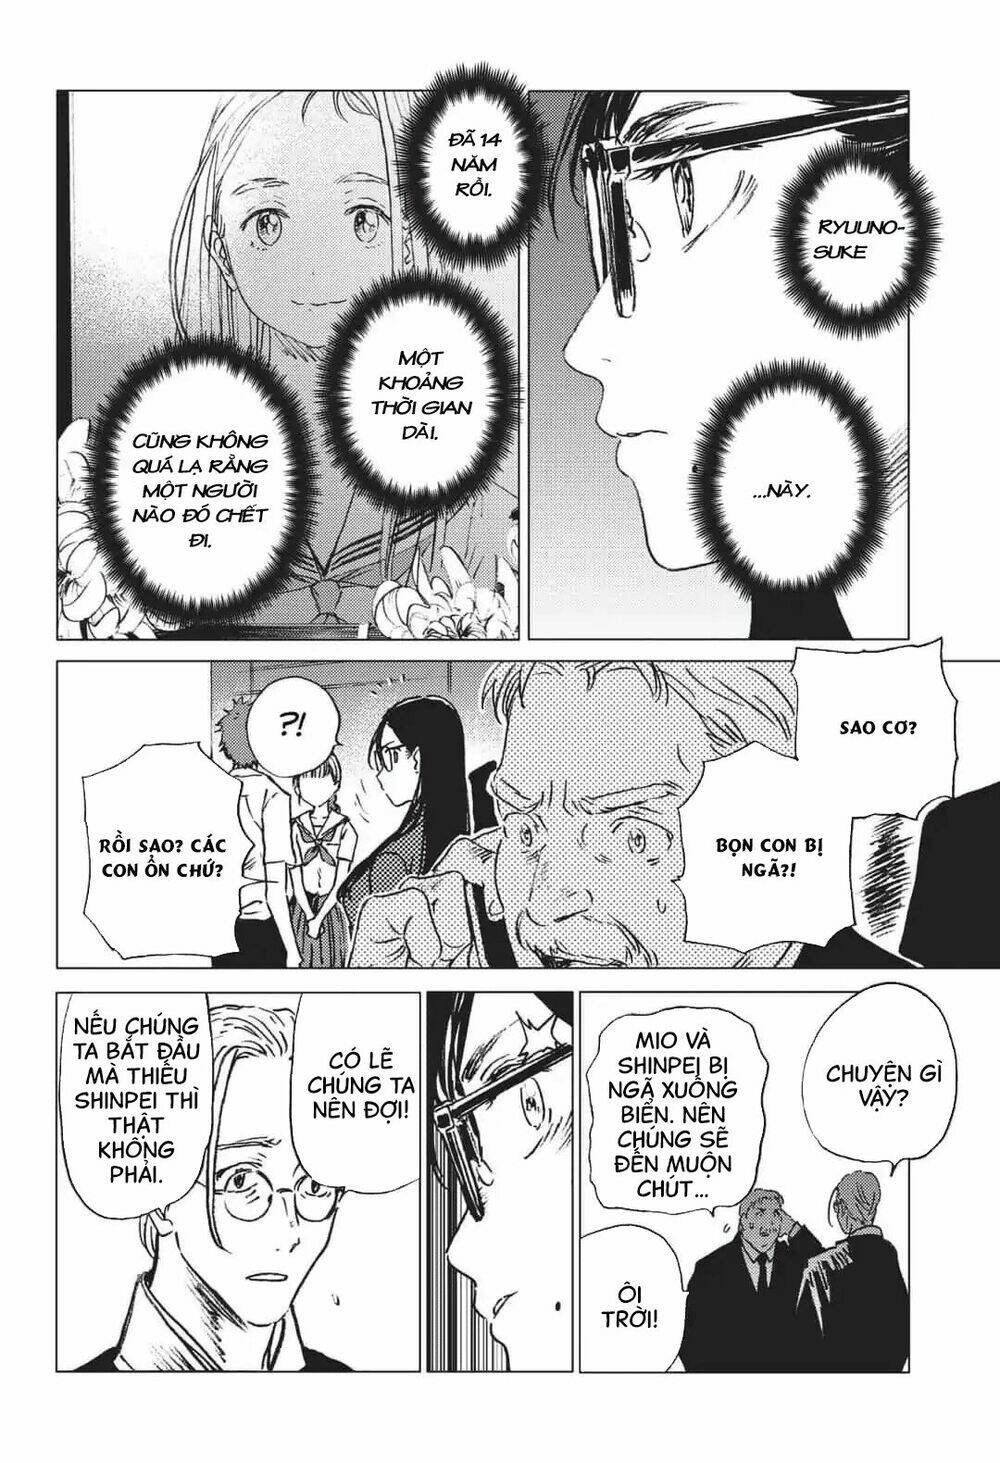 RYUUNO-
SUKE
...NÀY.
ĐÃ 14
NĂM
RỒI.
MỘT
KHOẢNG
THỜI GIAN
DÀI.
CŨNG KHÔNG
QUÁ LẠ RẰNG
MỘT NGƯỜI
NÀO ĐÓ CHẾT
ĐI.
SAO CƠ?
BỌN CON BỊ
NGÃ?!
?!
RỒI SAO? CÁC
CON ỔN CHỨ?
CHUYỆN GÌ
VẬY?
MIO VÀ
SHINPEI BỊ
NGÃ XUỐNG
BIỂN. NÊN
CHÚNG SẼ
ĐẾN MUỘN
CHÚT...
ÔI
TRỜI!
CÓ LẼ
CHÚNG TA
NÊN ĐỢI!
NẾU CHÚNG
TA BẮT ĐẦU
MÀ THIẾU
SHINPEI THÌ
THẬT
KHÔNG
PHẢI.